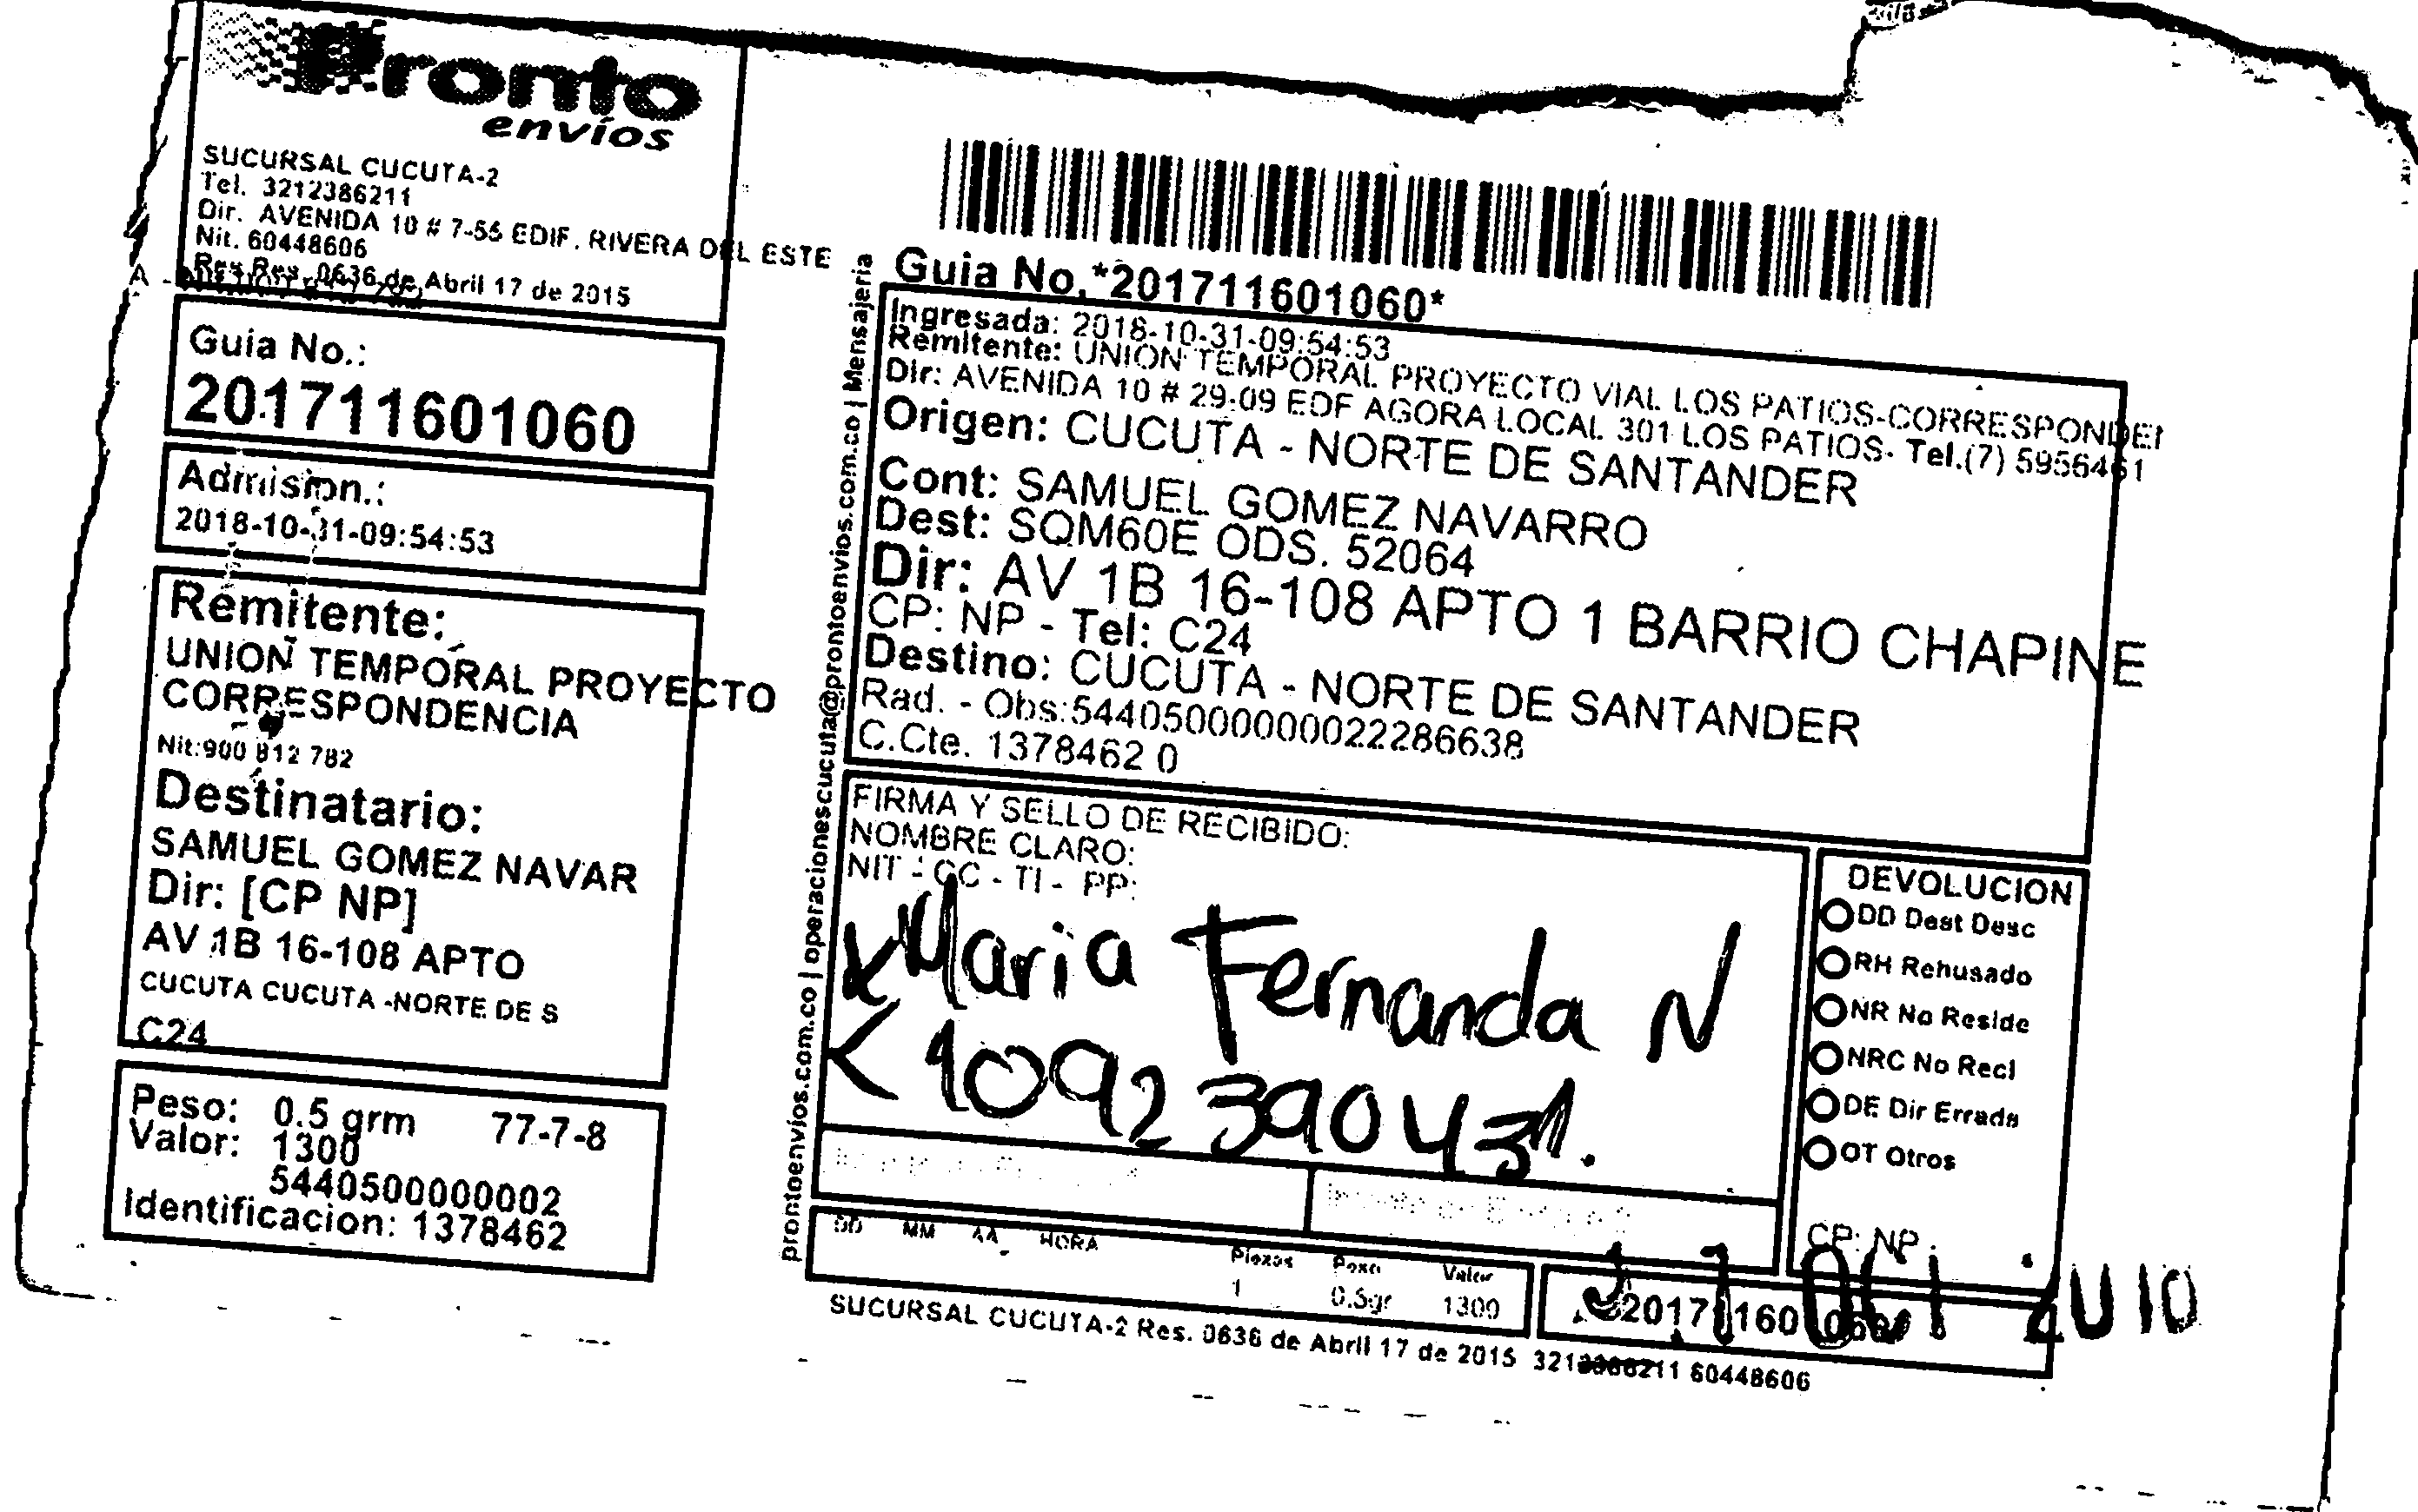 Pronto
envíos
SUCURSAL CUCUTA-2
Tel. 3212386211
Dir. AVENIDA 10 # 7-55 EDIF. RIVERA DEL ESTE
Nit. 60448606
Res Res. 0636 de Abril 17 de 2015
Guia No.:
201711601060
Admision.:
2018-10-31-09:54:53
Remitente:
UNION TEMPORAL PROYECTO
CORRESPONDENCIA
Nit:900 812 782
Destinatario:
SAMUEL GOMEZ NAVAR
Dir: [CP NP]
AV 1B 16-108 APTO
CUCUTA CUCUTA -NORTE DE S
C24
Peso: 0.5 grm 77-7-8
Valor: 1300
5440500000002
Identificacion: 1378462
prontoenvios.com.co | operacionescucuta@prontoenvios.com.co | Mensajeria
Guia No.*201711601060*
Ingresada: 2018-10-31-09:54:53
Remitente: UNION TEMPORAL PROYECTO VIAL LOS PATIOS-CORRESPONDEN
Dir: AVENIDA 10 # 29-09 EDF AGORA LOCAL 301 LOS PATIOS- Tel.(7) 5956461
Origen: CUCUTA - NORTE DE SANTANDER
Cont: SAMUEL GOMEZ NAVARRO
Dest: SQM60E ODS. 52064
Dir: AV 1B 16-108 APTO 1 BARRIO CHAPINE
CP: NP - Tel: C24
Destino: CUCUTA - NORTE DE SANTANDER
Rad. - Obs:5440500000022286638
C.Cte. 1378462 0
FIRMA Y SELLO DE RECIBIDO:
NOMBRE CLARO:
NIT - CC - TI - PP:
Maria Fernanda N
1092390431.
DEVOLUCION
DD Dest Desc
RH Rehusado
NR No Reside
NRC No Recl
DE Dir Errada
OT Otros
CP: NP
DD MM AA HORA
Piezas Peso Valor
1 0.5gr 1300
201711601060
31 OCT
SUCURSAL CUCUTA-2 Res. 0636 de Abril 17 de 2015 3212386211 60448606